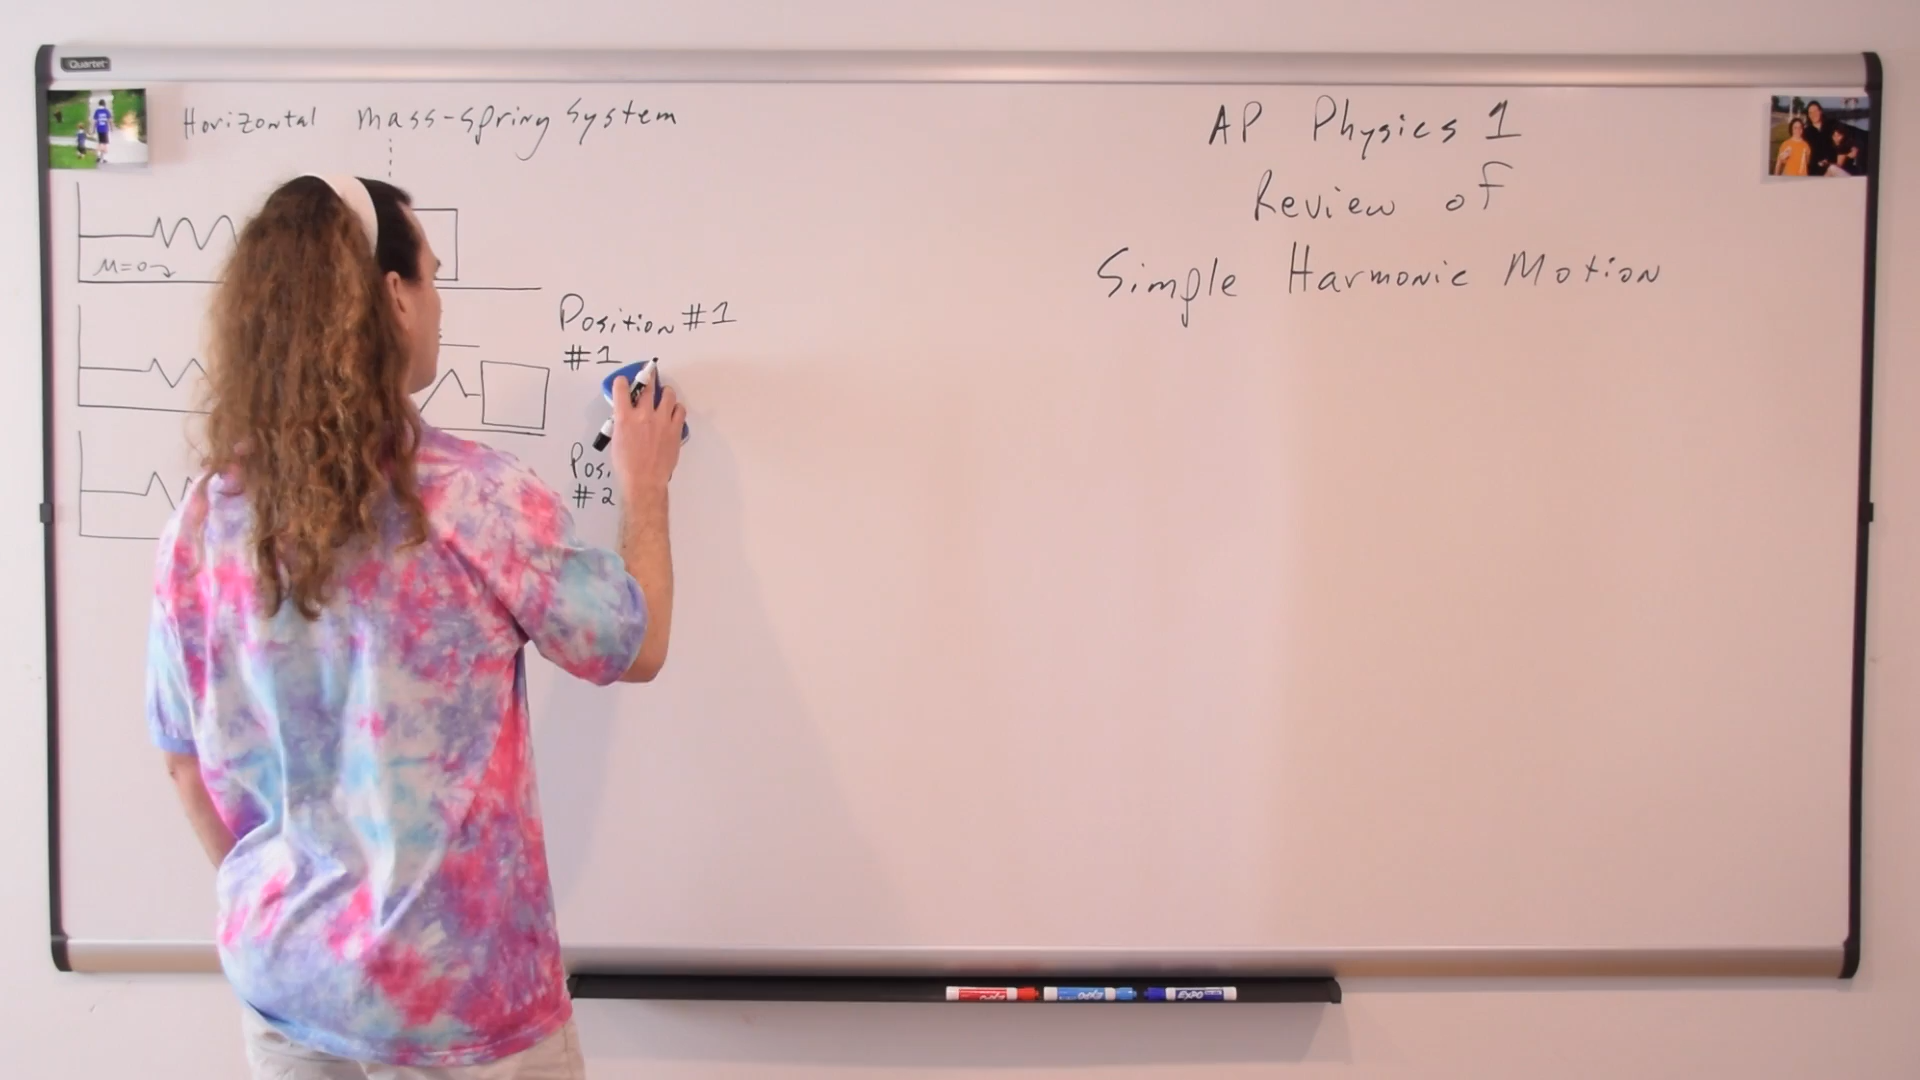 Quartet
Horizontal mass-spring system
AP Physics 1
Review of
Simple Harmonic Motion
μ=0
Position #1
#1
Pos.
#2
EXPO